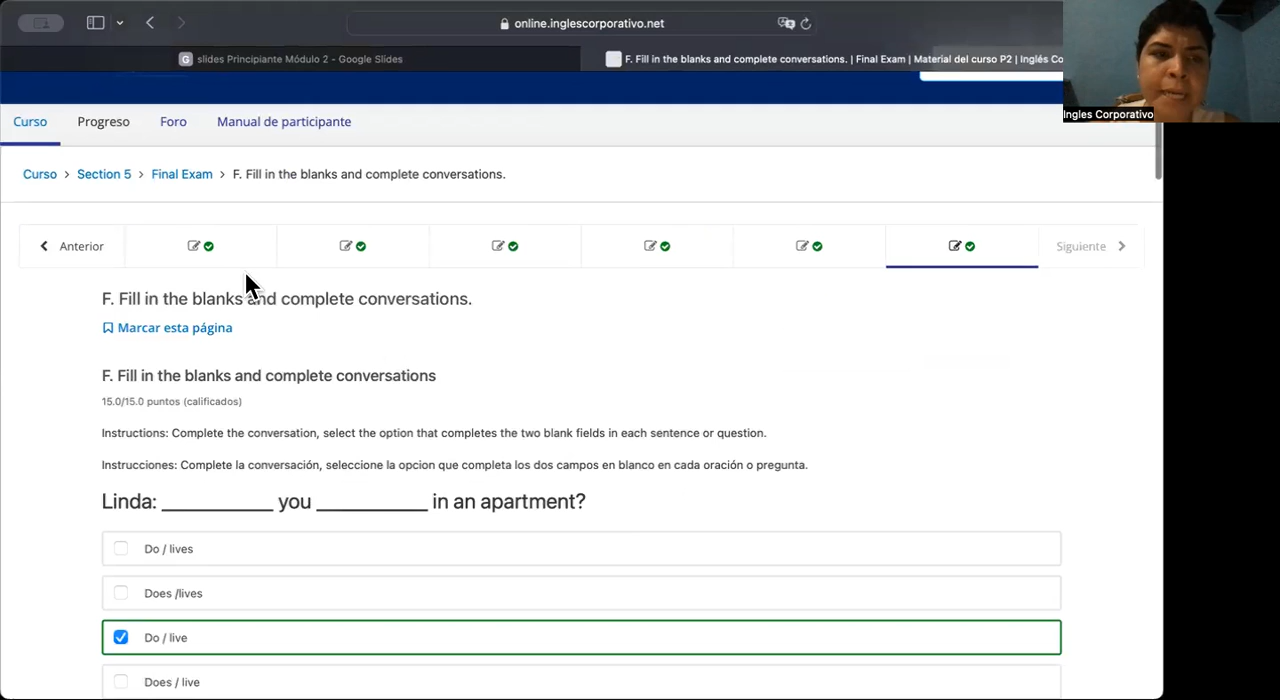 online.inglescorporativo.net
G slides Principiante Módulo 2 - Google Slides
F. Fill in the blanks and complete conversations. | Final Exam | Material del curso P2 | Inglés Co
Ingles Corporativo
Curso Progreso Foro Manual de participante
Curso > Section 5 > Final Exam > F. Fill in the blanks and complete conversations.
Anterior Siguiente
F. Fill in the blanks and complete conversations.
Marcar esta página
F. Fill in the blanks and complete conversations
15.0/15.0 puntos (calificados)
Instructions: Complete the conversation, select the option that completes the two blank fields in each sentence or question.
Instrucciones: Complete la conversación, seleccione la opcion que completa los dos campos en blanco en cada oración o pregunta.
Linda: __________ you __________ in an apartment?
Do / lives
Does /lives
Do / live
Does / live